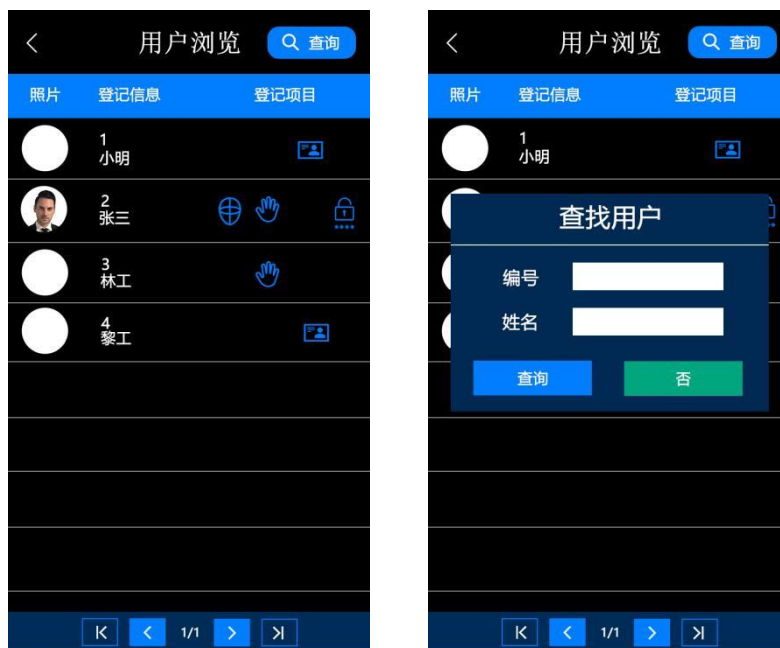 用户浏览
查询
照片 登记信息 登记项目
1
小明
2
张三
3
林工
4
黎工
1/1
用户浏览
查询
照片 登记信息 登记项目
1
小明
查找用户
编号
姓名
查询 否
1/1